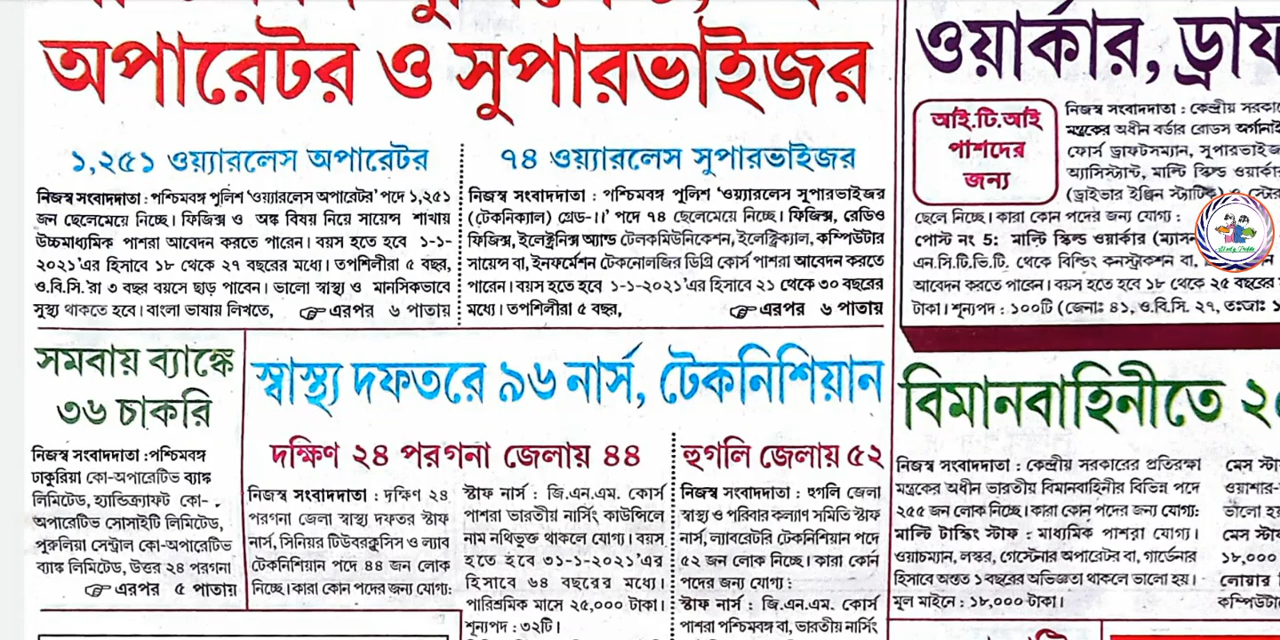 অপারেটর ও সুপারভাইজর
১,২৫১ ওয়্যারলেস অপারেটর
নিজস্ব সংবাদদাতা : পশ্চিমবঙ্গ পুলিশ 'ওয়্যারলেস অপারেটর' পদে ১,২৫১
জন ছেলেমেয়ে নিচ্ছে। ফিজিক্স ও অঙ্ক বিষয় নিয়ে সায়েন্স শাখায়
উচ্চমাধ্যমিক পাশরা আবেদন করতে পারেন। বয়স হতে হবে ১-১-
২০২১'এর হিসাবে ১৮ থেকে ২৭ বছরের মধ্যে। তপশিলীরা ৫ বছর,
ও.বি.সি.'রা ৩ বছর বয়সে ছাড় পাবেন। ভালো স্বাস্থ্য ও মানসিকভাবে
সুস্থ থাকতে হবে। বাংলা ভাষায় লিখতে, এরপর ৬ পাতায়
৭৪ ওয়্যারলেস সুপারভাইজর
নিজস্ব সংবাদদাতা : পশ্চিমবঙ্গ পুলিশ 'ওয়্যারলেস সুপারভাইজর
(টেকনিক্যাল) গ্রেড-।।' পদে ৭৪ ছেলেমেয়ে নিচ্ছে। ফিজিক্স, রেডিও
ফিজিক্স, ইলেক্ট্রনিক্স অ্যান্ড টেলকমিউনিকেশন, ইলেক্ট্রিক্যাল, কম্পিউটার
সায়েন্স বা, ইনফর্মেশন টেকনোলজির ডিগ্রি কোর্স পাশরা আবেদন করতে
পারেন। বয়স হতে হবে ১-১-২০২১'এর হিসাবে ২১ থেকে ৩০ বছরের
মধ্যে। তপশিলীরা ৫ বছর, এরপর ৬ পাতায়
ওয়ার্কার, ড্রাফ
আই.টি.আই
পাশদের
জন্য
নিজস্ব সংবাদদাতা : কেন্দ্রীয় সরকা
মন্ত্রকের অধীন বর্ডার রোডস অর্গানাই
ফোর্স ড্রাফটসম্যান, সুপারভাইজ
অ্যাসিস্ট্যান্ট, মাল্টি স্কিল্ড ওয়ার্কার
(ড্রাইভার ইঞ্জিন স্ট্যাটিক) ও স্টে
ছেলে নিচ্ছে। কারা কোন পদের জন্য যোগ্য :
পোস্ট নং 5: মাল্টি স্কিল্ড ওয়ার্কার (ম্যাসন
এন.সি.টি.ভি.টি. থেকে বিল্ডিং কনস্ট্রাকশন বা,
আবেদন করতে পারেন। বয়স হতে হবে ১৮ থেকে ২৫ বছরের
টাকা। শূন্যপদ : ১০০টি (জেনাঃ ৪১, ও.বি.সি. ২৭, তঃজাঃ
সমবায় ব্যাঙ্কে
৩৬ চাকরি
নিজস্ব সংবাদদাতা :পশ্চিমবঙ্গ
ঢাকুরিয়া কো-অপারেটিভ ব্যাঙ্ক
লিমিটেড, হ্যান্ডিক্র্যাফট কো-
অপারেটিভ সোসাইটি লিমিটেড,
পুরুলিয়া সেন্ট্রাল কো-অপারেটিভ
ব্যাঙ্ক লিমিটেড, উত্তর ২৪ পরগনা
এরপর ৫ পাতায়
স্বাস্থ্য দফতরে ৯৬ নার্স, টেকনিশিয়ান
দক্ষিণ ২৪ পরগনা জেলায় ৪৪
নিজস্ব সংবাদদাতা : দক্ষিণ ২৪
পরগনা জেলা স্বাস্থ্য দফতর স্টাফ
নার্স, সিনিয়র টিউবরক্লুসিস ও ল্যাব
টেকনিশিয়ান পদে ৪৪ জন লোক
নিচ্ছে। কারা কোন পদের জন্য যোগ্য:
স্টাফ নার্স : জি.এন.এম. কোর্স
পাশরা ভারতীয় নার্সিং কাউন্সিলে
নাম নথিভুক্ত থাকলে যোগ্য। বয়স
হতে হবে ৩১-১-২০২১'এর
হিসাবে ৬৪ বছরের মধ্যে।
পারিশ্রমিক মাসে ২৫,০০০ টাকা।
শূন্যপদ : ৩২টি।
হুগলি জেলায় ৫২
নিজস্ব সংবাদদাতা : হুগলি জেলা
স্বাস্থ্য ও পরিবার কল্যাণ সমিতি স্টাফ
নার্স, ল্যাবরেটরি টেকনিশিয়ান পদে
৫২ জন লোক নিচ্ছে। কারা কোন
পদের জন্য যোগ্য :
স্টাফ নার্স : জি.এন.এম. কোর্স
পাশরা পশ্চিমবঙ্গ বা, ভারতীয় নার্সিং
বিমানবাহিনীতে ২
নিজস্ব সংবাদদাতা : কেন্দ্রীয় সরকারের প্রতিরক্ষা
মন্ত্রকের অধীন ভারতীয় বিমানবাহিনীর বিভিন্ন পদে
২৫৫ জন লোক নিচ্ছে। কারা কোন পদের জন্য যোগ্য:
মাল্টি টাস্কিং স্টাফ : মাধ্যমিক পাশরা যোগ্য।
ওয়াচম্যান, লস্কর, গেস্টেনার অপারেটর বা, গার্ডেনার
হিসাবে অন্তত ১ বছরের অভিজ্ঞতা থাকলে ভালো হয়।
মূল মাইনে : ১৮,০০০ টাকা।
মেস স্টা
ওয়াশার-
ভালো হয়
মেস স্টা
১৮,০০০
লোয়ার
কম্পিউটা